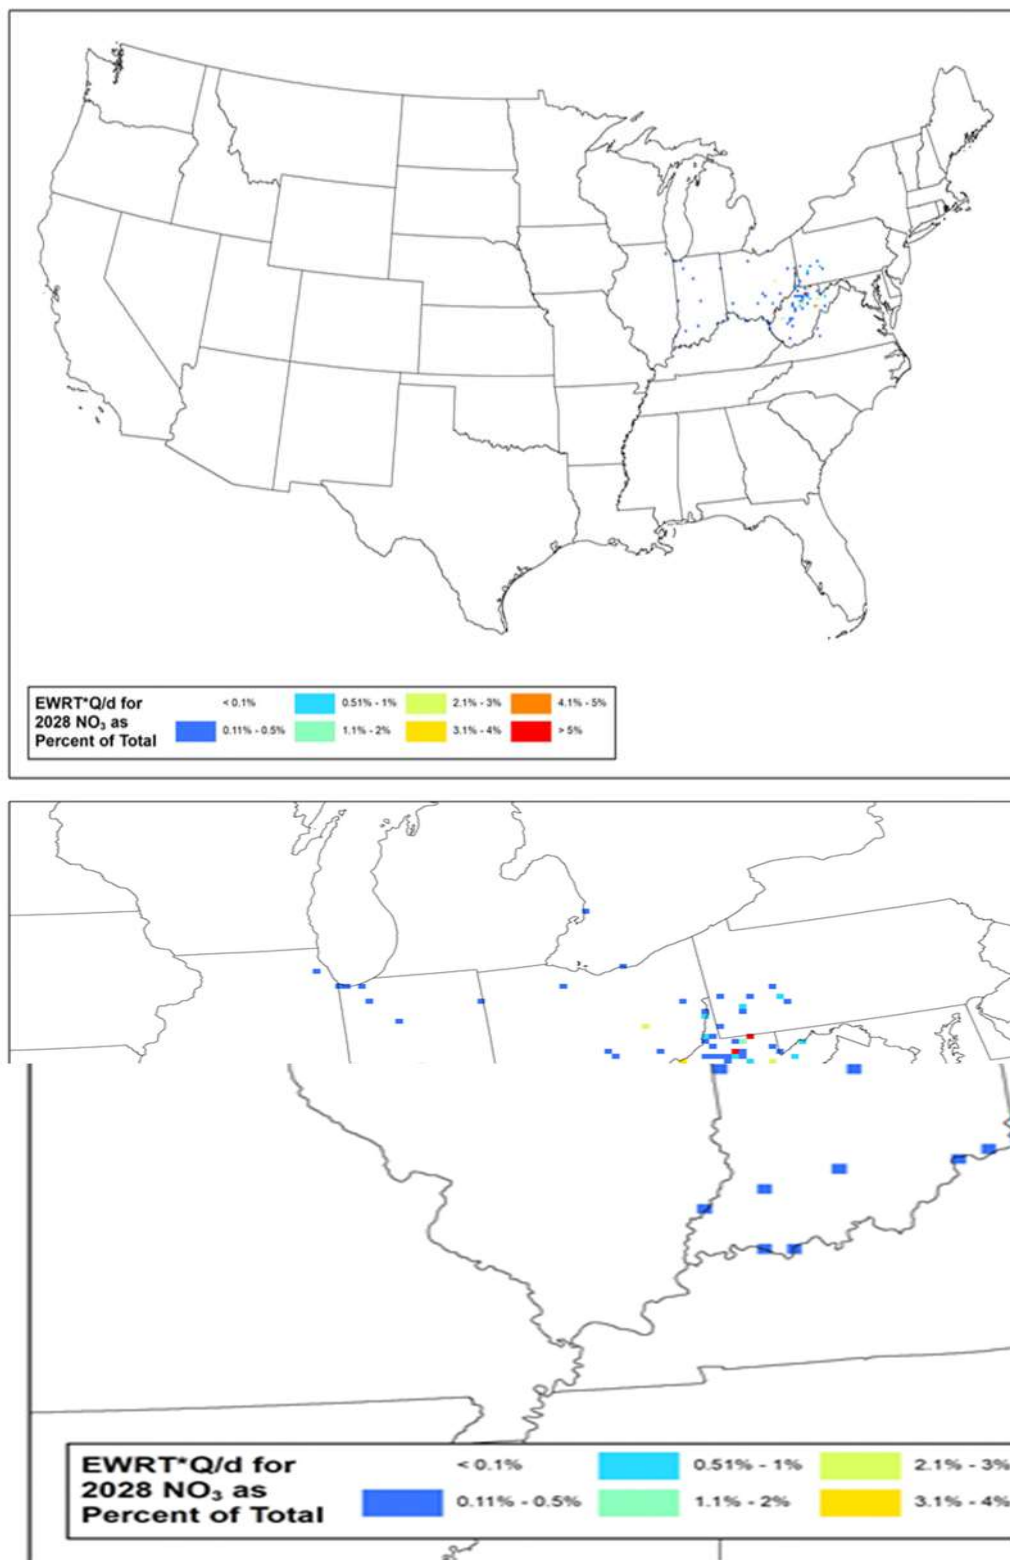 EWRT*Q/d for
2028 NO₃ as
Percent of Total
< 0.1%
0.51% - 1%
2.1% - 3%
4.1% - 5%
0.11% - 0.5%
1.1% - 2%
3.1% - 4%
> 5%
EWRT*Q/d for
2028 NO₃ as
Percent of Total
< 0.1%
0.51% - 1%
2.1% - 3%
0.11% - 0.5%
1.1% - 2%
3.1% - 4%